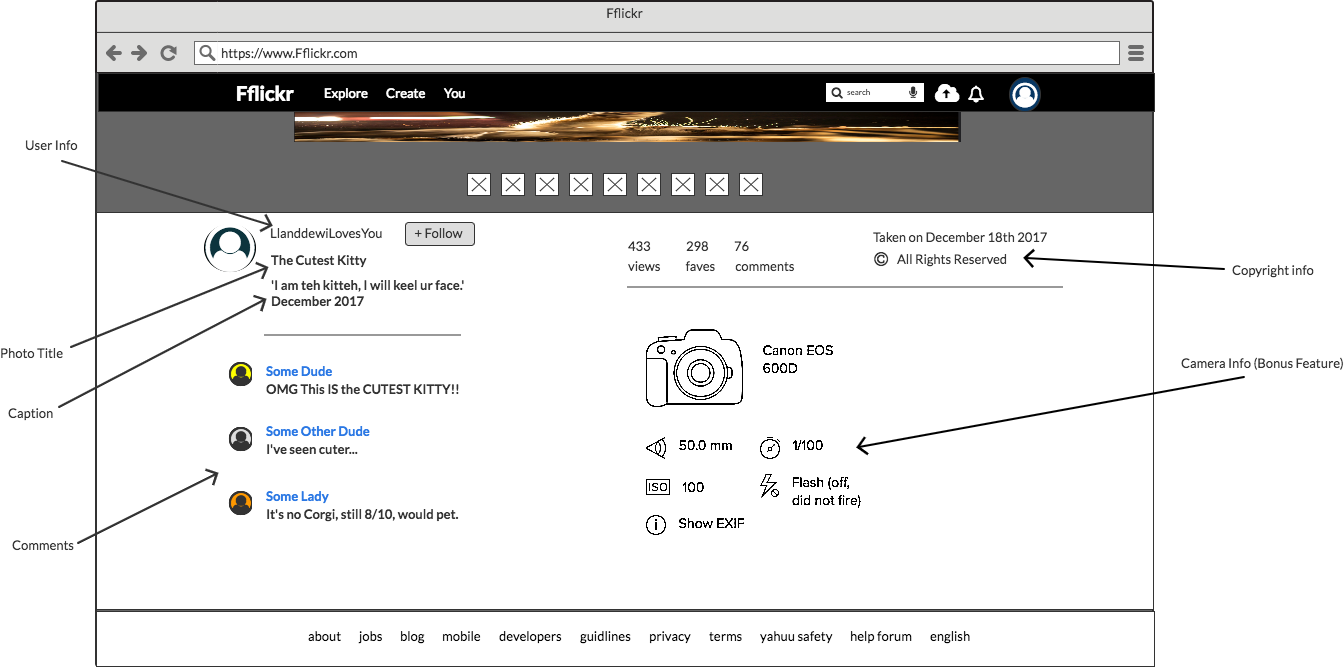 Fflickr
https://www.Fflickr.com
Fflickr Explore Create You search
User Info
LlanddewiLovesYou + Follow
The Cutest Kitty
'I am teh kitteh, I will keel ur face.'
December 2017
433 298 76
views faves comments
Taken on December 18th 2017
© All Rights Reserved
Copyright info
Photo Title
Caption
Some Dude
OMG This IS the CUTEST KITTY!!
Some Other Dude
I've seen cuter...
Some Lady
It's no Corgi, still 8/10, would pet.
Comments
Canon EOS
600D
Camera Info (Bonus Feature)
50.0 mm 1/100
ISO 100 Flash (off,
did not fire)
i Show EXIF
about jobs blog mobile developers guidlines privacy terms yahuu safety help forum english